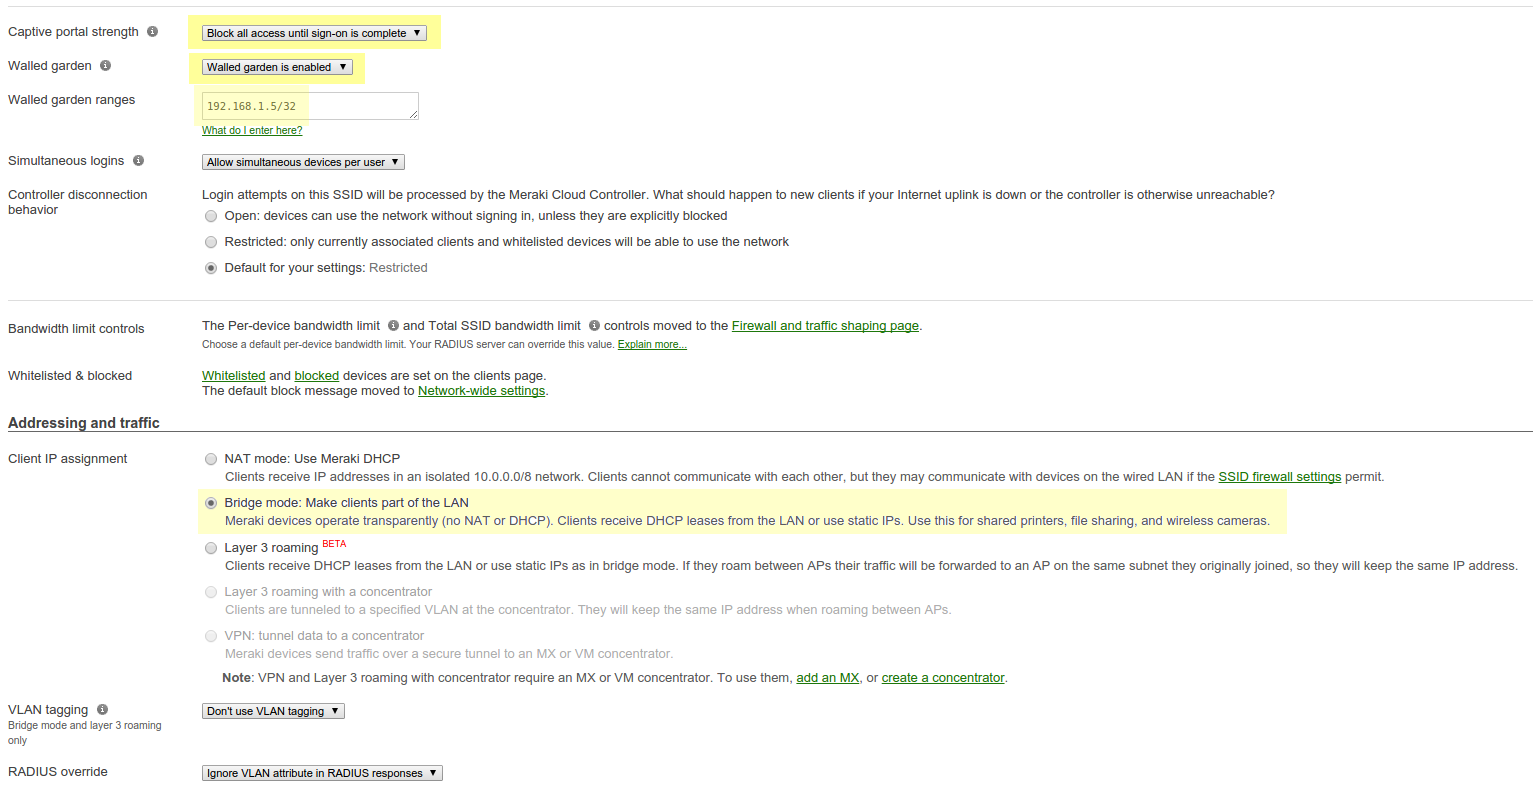 Captive portal strength
Block all access until sign-on is complete
Walled garden
Walled garden is enabled
Walled garden ranges
192.168.1.5/32
What do I enter here?
Simultaneous logins
Allow simultaneous devices per user
Controller disconnection
behavior
Login attempts on this SSID will be processed by the Meraki Cloud Controller. What should happen to new clients if your Internet uplink is down or the controller is otherwise unreachable?
Open: devices can use the network without signing in, unless they are explicitly blocked
Restricted: only currently associated clients and whitelisted devices will be able to use the network
Default for your settings: Restricted
Bandwidth limit controls
The Per-device bandwidth limit and Total SSID bandwidth limit controls moved to the Firewall and traffic shaping page.
Choose a default per-device bandwidth limit. Your RADIUS server can override this value. Explain more...
Whitelisted & blocked
Whitelisted and blocked devices are set on the clients page.
The default block message moved to Network-wide settings.
Addressing and traffic
Client IP assignment
NAT mode: Use Meraki DHCP
Clients receive IP addresses in an isolated 10.0.0.0/8 network. Clients cannot communicate with each other, but they may communicate with devices on the wired LAN if the SSID firewall settings permit.
Bridge mode: Make clients part of the LAN
Meraki devices operate transparently (no NAT or DHCP). Clients receive DHCP leases from the LAN or use static IPs. Use this for shared printers, file sharing, and wireless cameras.
Layer 3 roaming BETA
Clients receive DHCP leases from the LAN or use static IPs as in bridge mode. If they roam between APs their traffic will be forwarded to an AP on the same subnet they originally joined, so they will keep the same IP address.
Layer 3 roaming with a concentrator
Clients are tunneled to a specified VLAN at the concentrator. They will keep the same IP address when roaming between APs.
VPN: tunnel data to a concentrator
Meraki devices send traffic over a secure tunnel to an MX or VM concentrator.
Note: VPN and Layer 3 roaming with concentrator require an MX or VM concentrator. To use them, add an MX, or create a concentrator.
VLAN tagging
Bridge mode and layer 3 roaming
only
Don't use VLAN tagging
RADIUS override
Ignore VLAN attribute in RADIUS responses